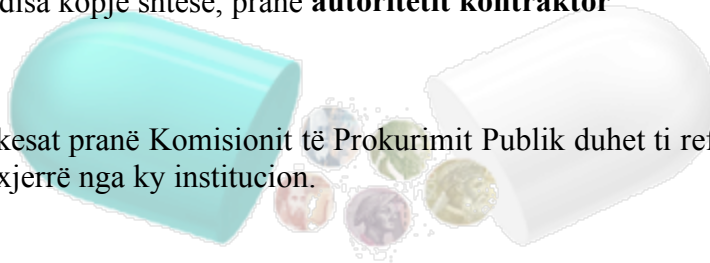 disa kopje shtesë, pranë autoritetit kontraktor
kesat pranë Komisionit të Prokurimit Publik duhet ti ref
xjerrë nga ky institucion.